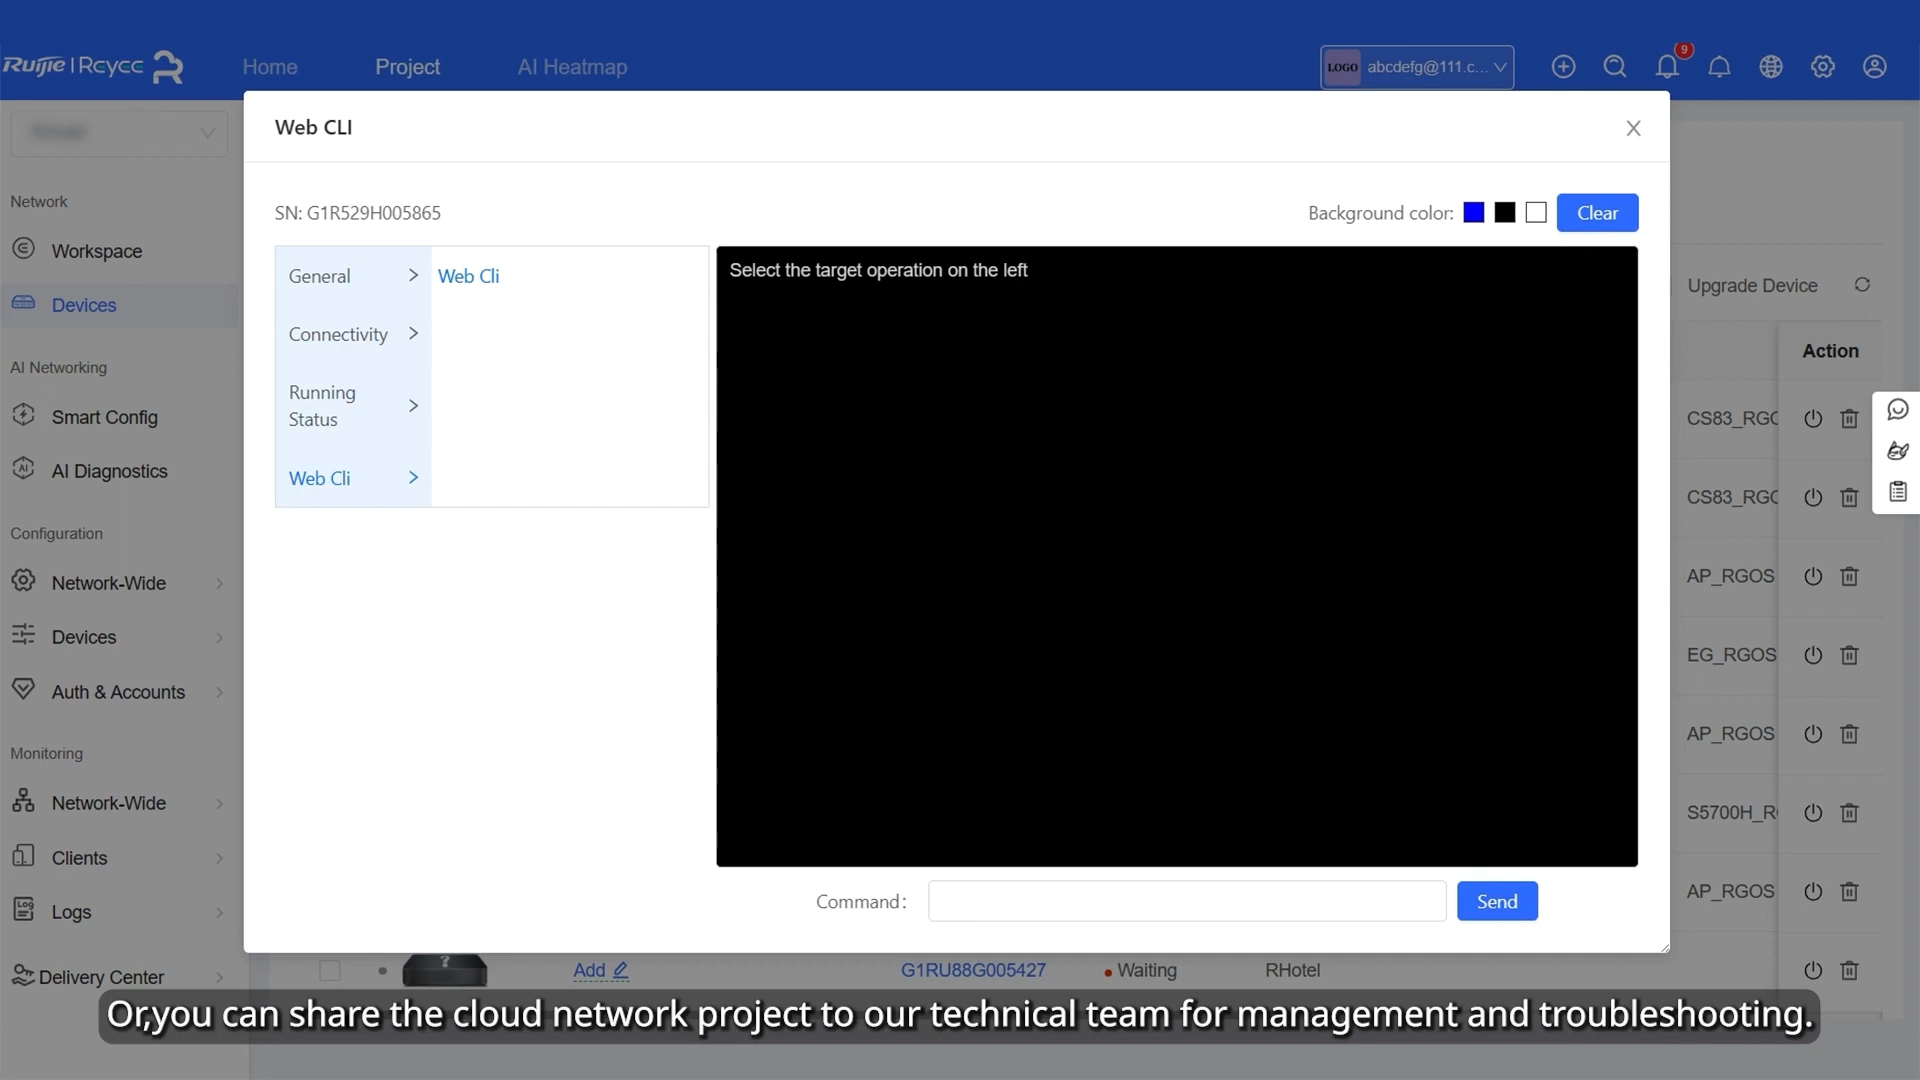 Ruijie | Reyee
Home
Project
AI Heatmap
LOGO
abcdefg@111.c...
9
Web CLI
SN: G1R529H005865
Background color:
Clear
General
Connectivity
Running
Status
Web Cli
Web Cli
Select the target operation on the left
Command:
Send
Network
Workspace
Devices
AI Networking
Smart Config
AI Diagnostics
Configuration
Network-Wide
Devices
Auth & Accounts
Monitoring
Network-Wide
Clients
Logs
Delivery Center
Upgrade Device
Action
CS83_RGO
CS83_RGO
AP_RGOS
EG_RGOS
AP_RGOS
S5700H_R
AP_RGOS
Add
G1RU88G005427
Waiting
RHotel
Or,you can share the cloud network project to our technical team for management and troubleshooting.